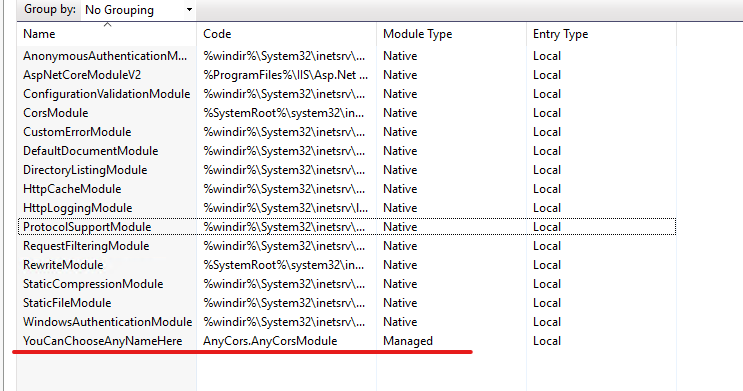 Group by: No Grouping
Name Code Module Type Entry Type
AnonymousAuthenticationM... %windir%\System32\inetsrv\... Native Local
AspNetCoreModuleV2 %ProgramFiles%\IIS\Asp.Net ... Native Local
ConfigurationValidationModule %windir%\System32\inetsrv\... Native Local
CorsModule %SystemRoot%\system32\in... Native Local
CustomErrorModule %windir%\System32\inetsrv\... Native Local
DefaultDocumentModule %windir%\System32\inetsrv\... Native Local
DirectoryListingModule %windir%\System32\inetsrv\... Native Local
HttpCacheModule %windir%\System32\inetsrv\... Native Local
HttpLoggingModule %windir%\System32\inetsrv\l... Native Local
ProtocolSupportModule %windir%\System32\inetsrv\... Native Local
RequestFilteringModule %windir%\System32\inetsrv\... Native Local
RewriteModule %SystemRoot%\system32\in... Native Local
StaticCompressionModule %windir%\System32\inetsrv\... Native Local
StaticFileModule %windir%\System32\inetsrv\... Native Local
WindowsAuthenticationModule %windir%\System32\inetsrv\... Native Local
YouCanChooseAnyNameHere AnyCors.AnyCorsModule Managed Local